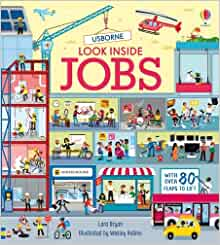 USBORNE
LOOK INSIDE
JOBS
WITH
OVER 80
FLAPS TO LIFT
Lara Bryan
Illustrated by Wesley Robins